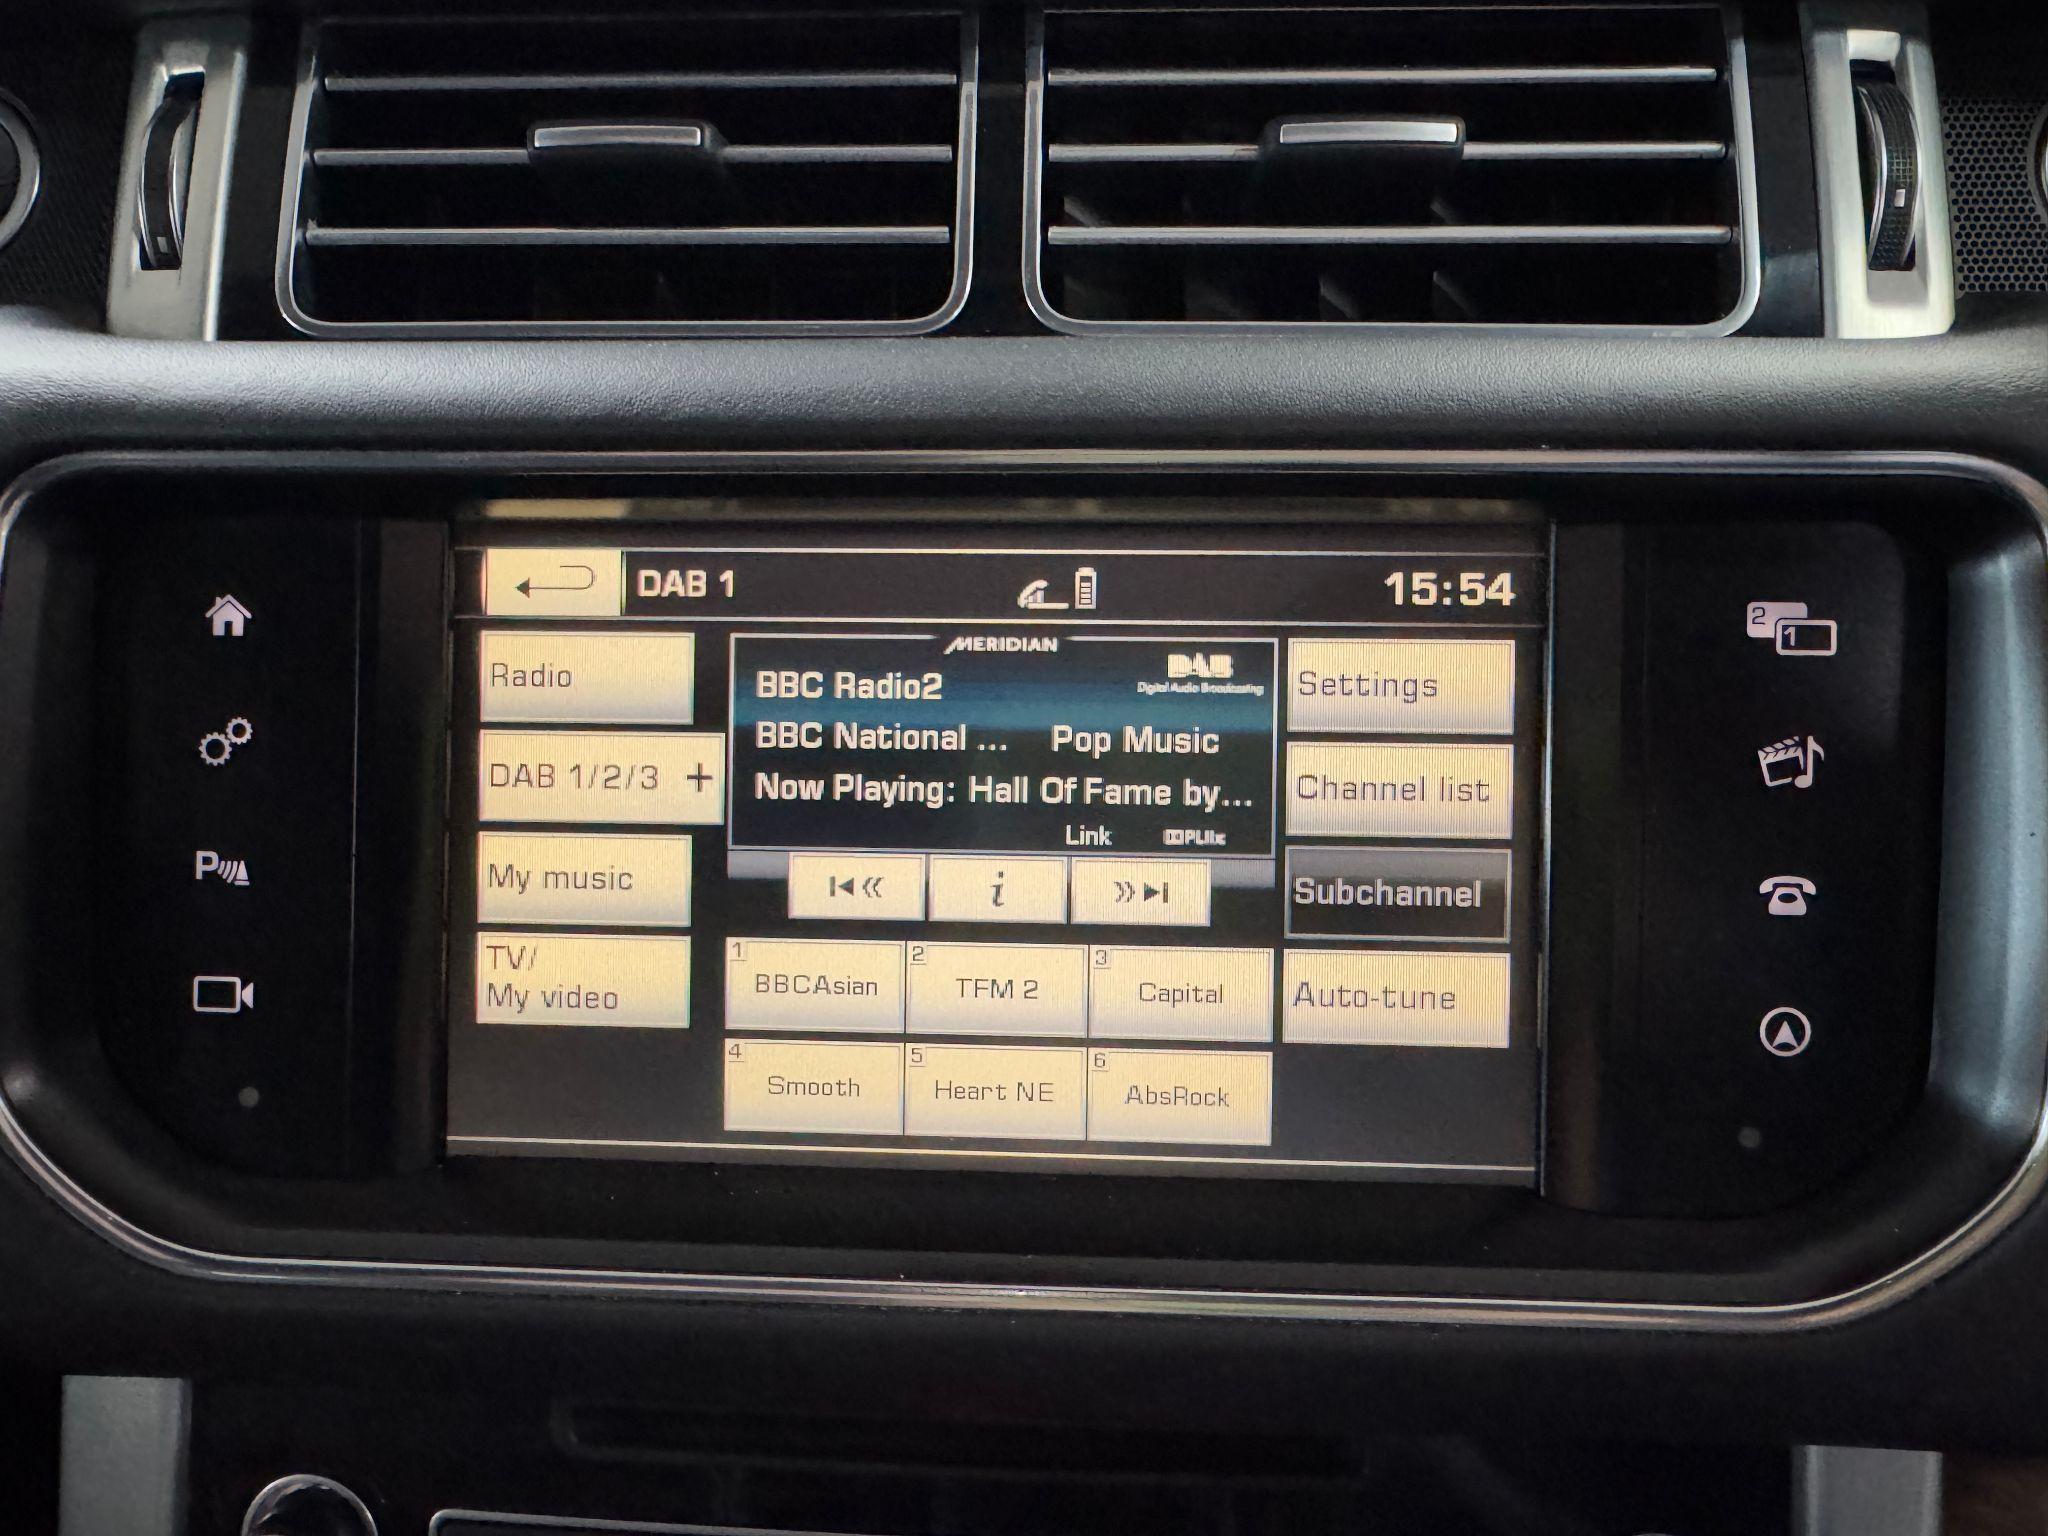 DAB 1
15:54
Radio
DAB 1/2/3 +
My music
TV/
My video
MERIDIAN
DAB
Digital Audio Broadcasting
BBC Radio2
BBC National ... Pop Music
Now Playing: Hall Of Fame by...
Link
PLIIx
i
Settings
Channel list
Subchannel
Auto-tune
1
BBCAsian
2
TFM 2
3
Capital
4
Smooth
5
Heart NE
6
AbsRock
P
2
1